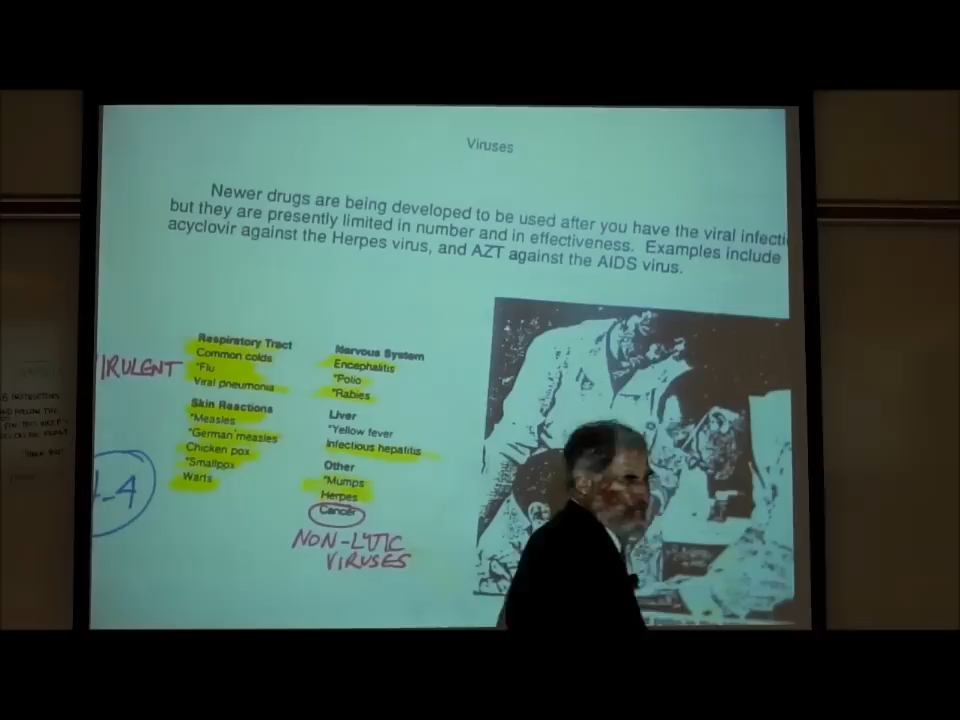 Viruses
Newer drugs are being developed to be used after you have the viral infecti
but they are presently limited in number and in effectiveness. Examples include
acyclovir against the Herpes virus, and AZT against the AIDS virus.
IRULENT
Respiratory Tract
Common colds
*Flu
Viral pneumonia
Skin Reactions
*Measles
*German measles
Chicken pox
*Smallpox
Warts
-4
Nervous System
Encephalitis
*Polio
*Rabies
Liver
*Yellow fever
Infectious hepatitis
Other
*Mumps
Herpes
Cancer
NON-LYTIC
VIRUSES